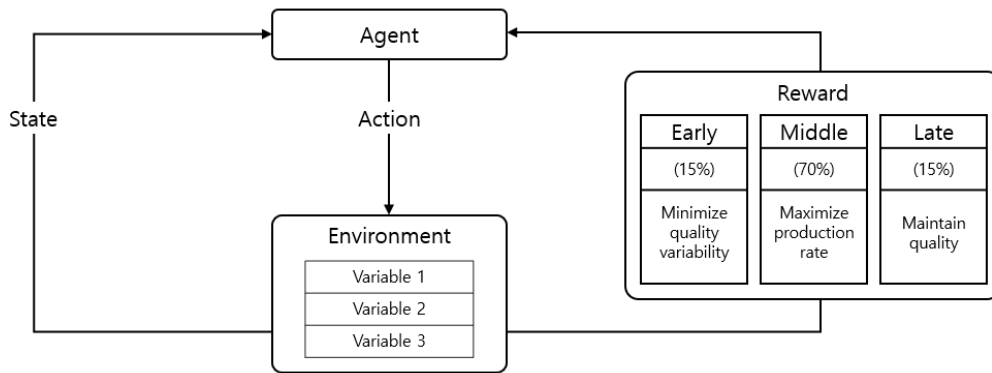 Agent
State
Action
Reward
Early
Middle
Late
(15%)
(70%)
(15%)
Minimize
quality
variability
Maximize
production
rate
Maintain
quality
Environment
Variable 1
Variable 2
Variable 3